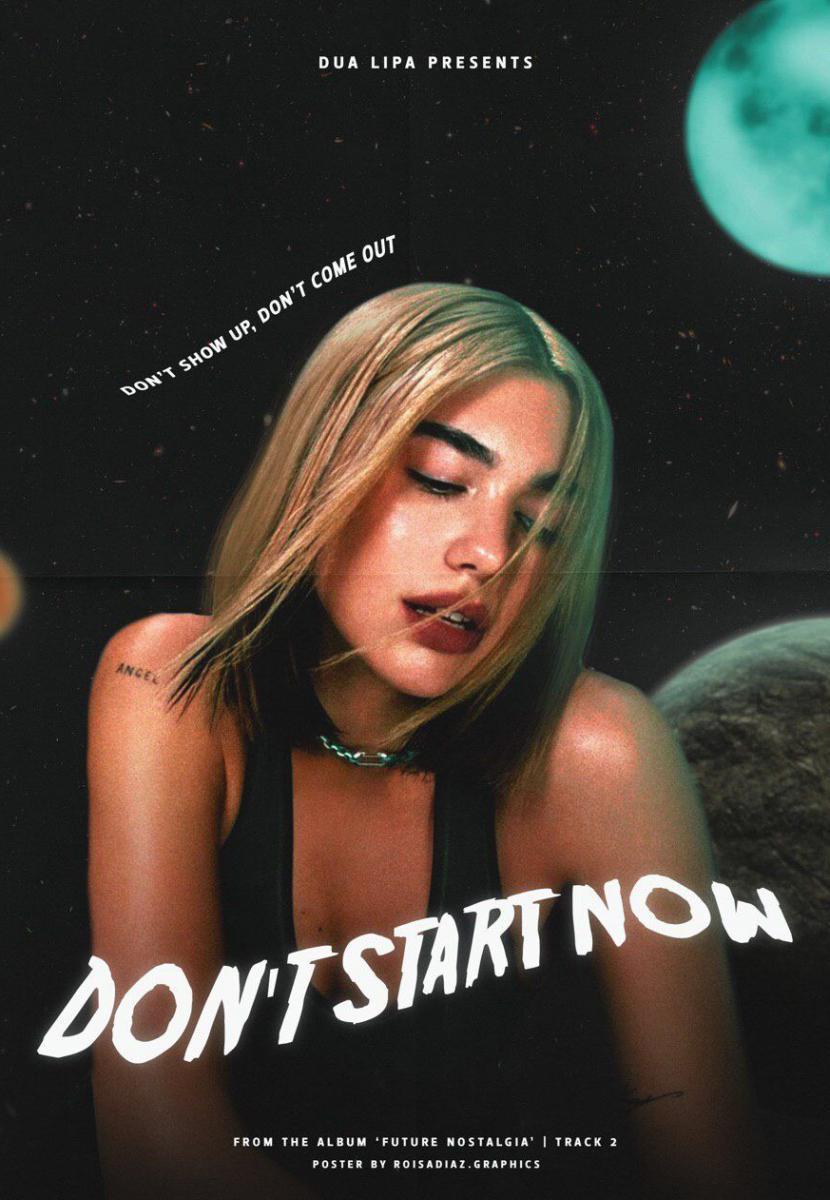 DUA LIPA PRESENTS
DON'T SHOW UP, DON'T COME OUT
ANGEL
DON'T START NOW
FROM THE ALBUM 'FUTURE NOSTALGIA' | TRACK 2
POSTER BY ROISADIAZ.GRAPHICS